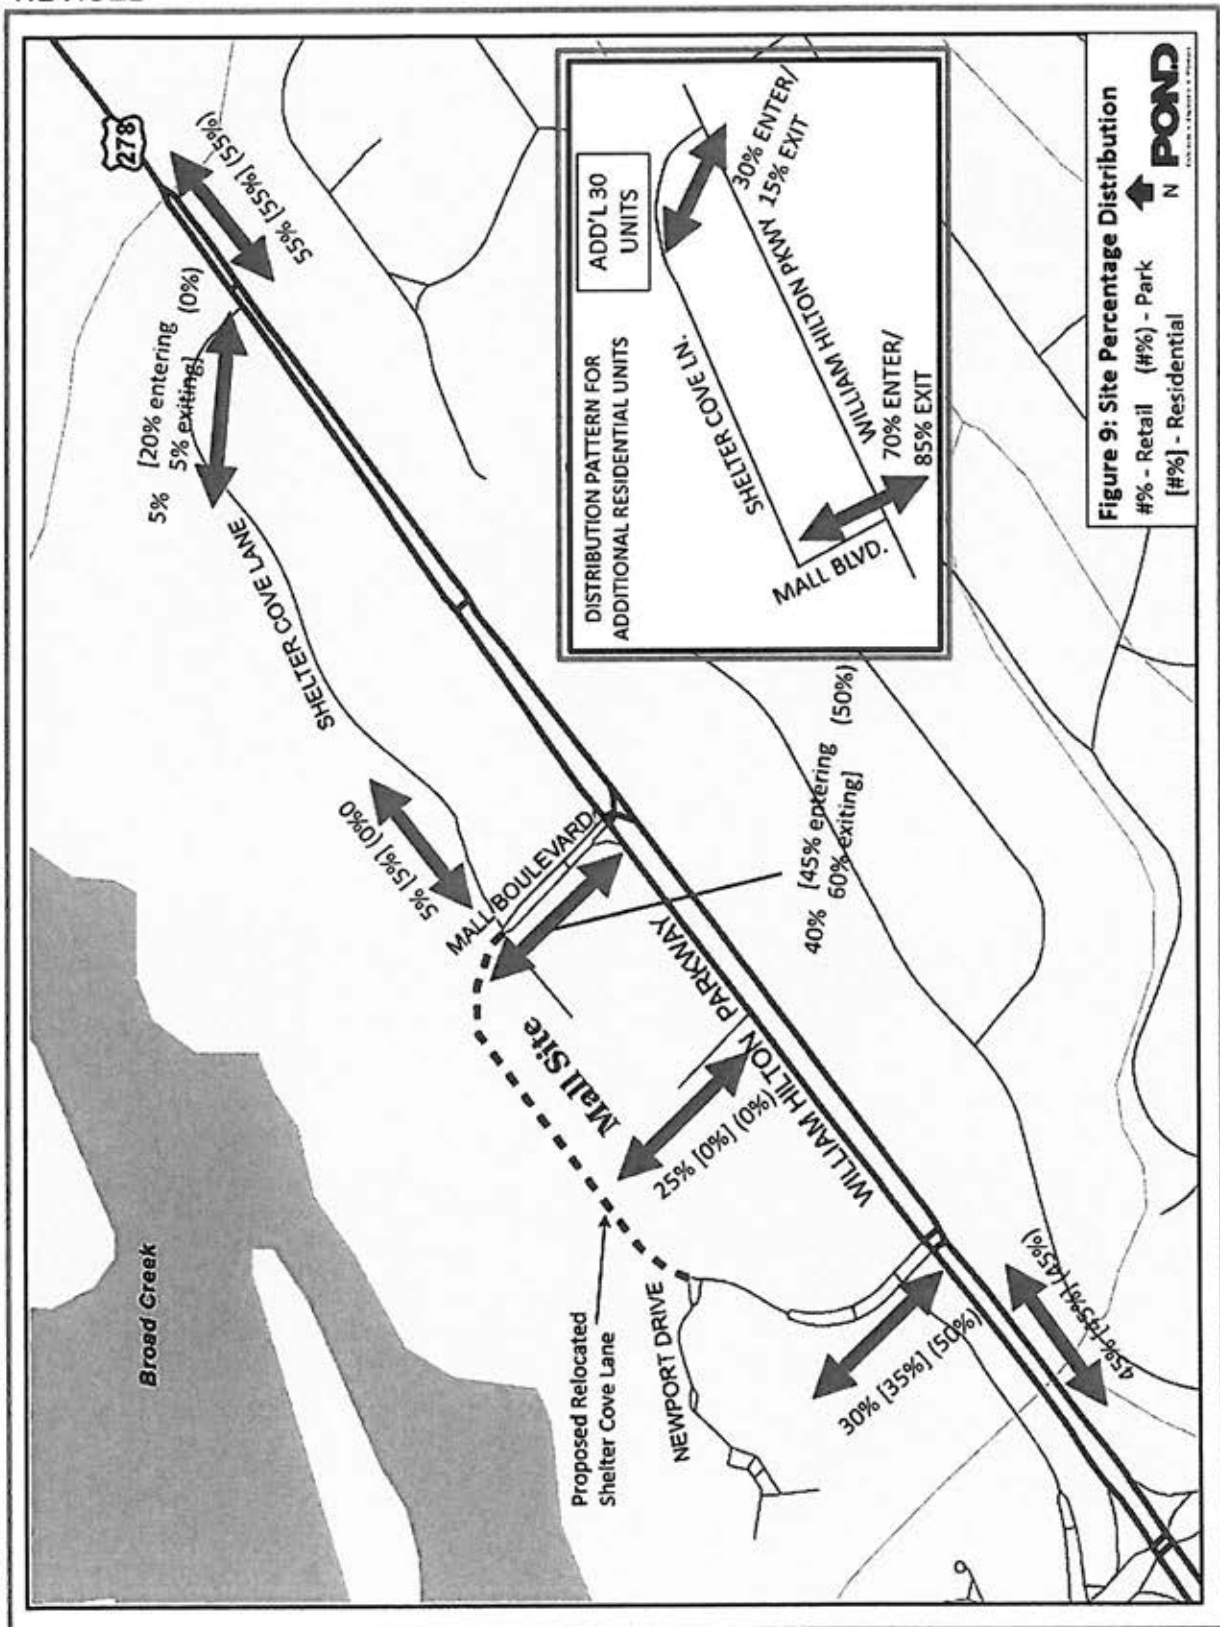 278
55% [55%] (55%)
5% [20% entering (0%)
5% exiting]
SHELTER COVE LANE
5% [5%] (0%0
MALL BOULEVARD
40% [45% entering (50%)
60% exiting]
Mall Site
25% [0%] (0%)
WILLIAM HILTON PARKWAY
Broad Creek
Proposed Relocated
Shelter Cove Lane
NEWPORT DRIVE
30% [35%] (50%)
45% [45%] (45%)
DISTRIBUTION PATTERN FOR
ADDITIONAL RESIDENTIAL UNITS
ADD'L 30
UNITS
SHELTER COVE LN.
30% ENTER/
15% EXIT
WILLIAM HILTON PKWY
MALL BLVD.
70% ENTER/
85% EXIT
Figure 9: Site Percentage Distribution
#% - Retail (#%) - Park
[#%] - Residential
N
POND